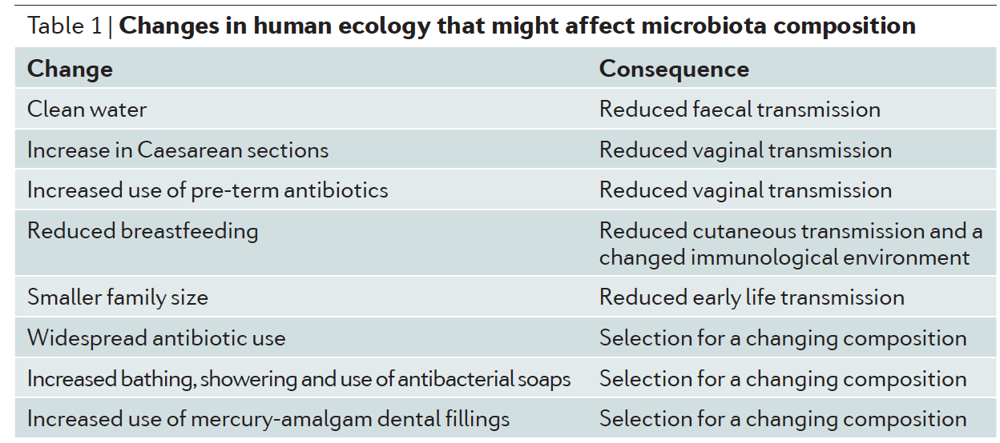 Table 1 | Changes in human ecology that might affect microbiota composition
Change Consequence
Clean water Reduced faecal transmission
Increase in Caesarean sections Reduced vaginal transmission
Increased use of pre-term antibiotics Reduced vaginal transmission
Reduced breastfeeding Reduced cutaneous transmission and a
changed immunological environment
Smaller family size Reduced early life transmission
Widespread antibiotic use Selection for a changing composition
Increased bathing, showering and use of antibacterial soaps Selection for a changing composition
Increased use of mercury-amalgam dental fillings Selection for a changing composition